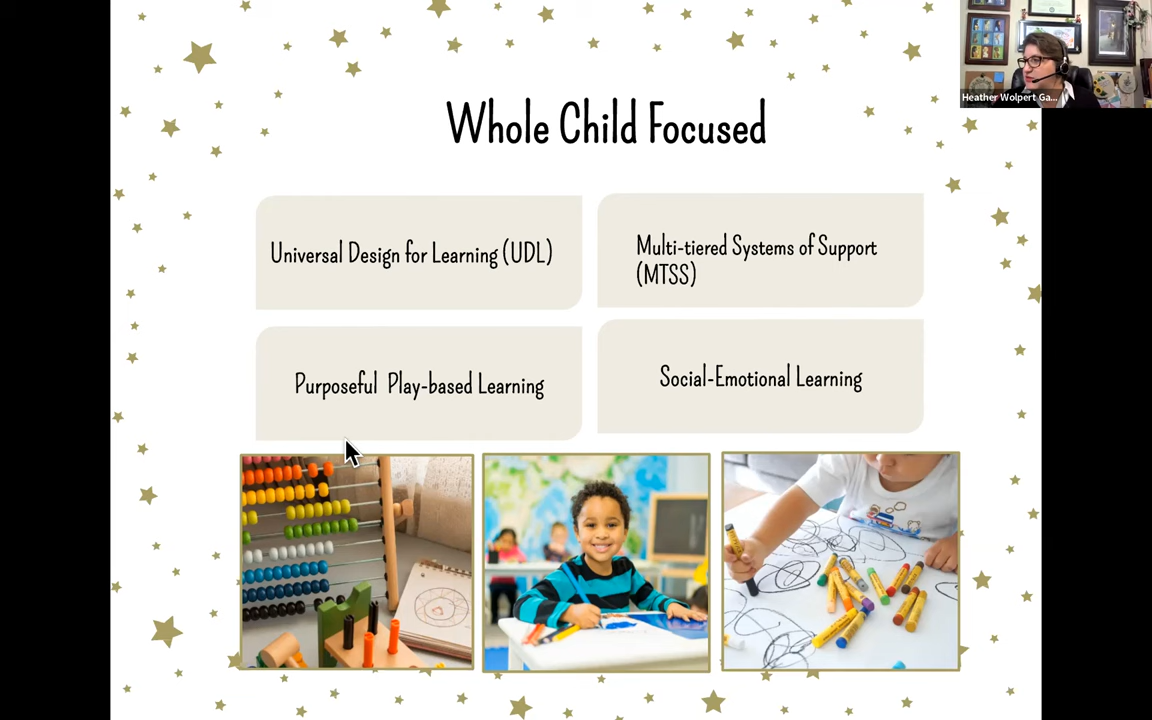 Heather Wolpert Ga...
Whole Child Focused
Universal Design for Learning (UDL)
Multi-tiered Systems of Support
(MTSS)
Purposeful Play-based Learning
Social-Emotional Learning